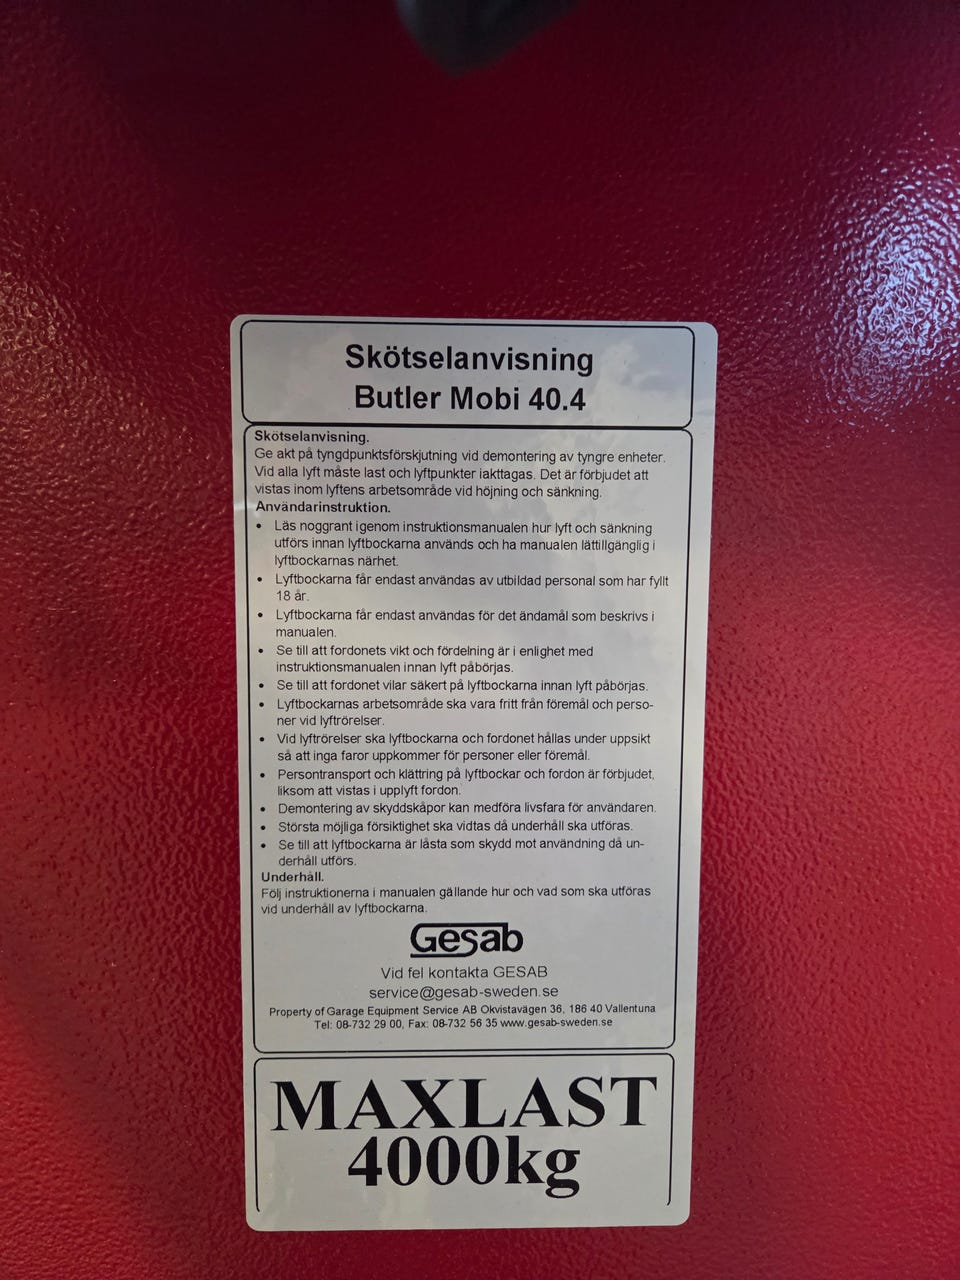 Skötselanvisning
Butler Mobi 40.4
Skötselanvisning.
Ge akt på tyngdpunktsförskjutning vid demontering av tyngre enheter.
Vid alla lyft måste last och lyftpunkter iakttagas. Det är förbjudet att
vistas inom lyftens arbetsområde vid höjning och sänkning.
Användarinstruktion.
• Läs noggrant igenom instruktionsmanualen hur lyft och sänkning
utförs innan lyftbockarna används och ha manualen lättillgänglig i
lyftbockarnas närhet.
• Lyftbockarna får endast användas av utbildad personal som har fyllt
18 år.
• Lyftbockarna får endast användas för det ändamål som beskrivs i
manualen.
• Se till att fordonets vikt och fördelning är i enlighet med
instruktionsmanualen innan lyft påbörjas.
• Se till att fordonet vilar säkert på lyftbockarna innan lyft påbörjas.
• Lyftbockarnas arbetsområde ska vara fritt från föremål och perso-
ner vid lyftrörelser.
• Vid lyftrörelser ska lyftbockarna och fordonet hållas under uppsikt
så att inga faror uppkommer för personer eller föremål.
• Persontransport och klättring på lyftbockar och fordon är förbjudet,
liksom att vistas i upplyft fordon.
• Demontering av skyddskåpor kan medföra livsfara för användaren.
• Största möjliga försiktighet ska vidtas då underhåll ska utföras.
• Se till att lyftbockarna är låsta som skydd mot användning då un-
derhåll utförs.
Underhåll.
Följ instruktionerna i manualen gällande hur och vad som ska utföras
vid underhåll av lyftbockarna.
Gesab
Vid fel kontakta GESAB
service@gesab-sweden.se
Property of Garage Equipment Service AB Okvistavägen 36, 186 40 Vallentuna
Tel: 08-732 29 00, Fax: 08-732 56 35 www.gesab-sweden.se
MAXLAST
4000kg